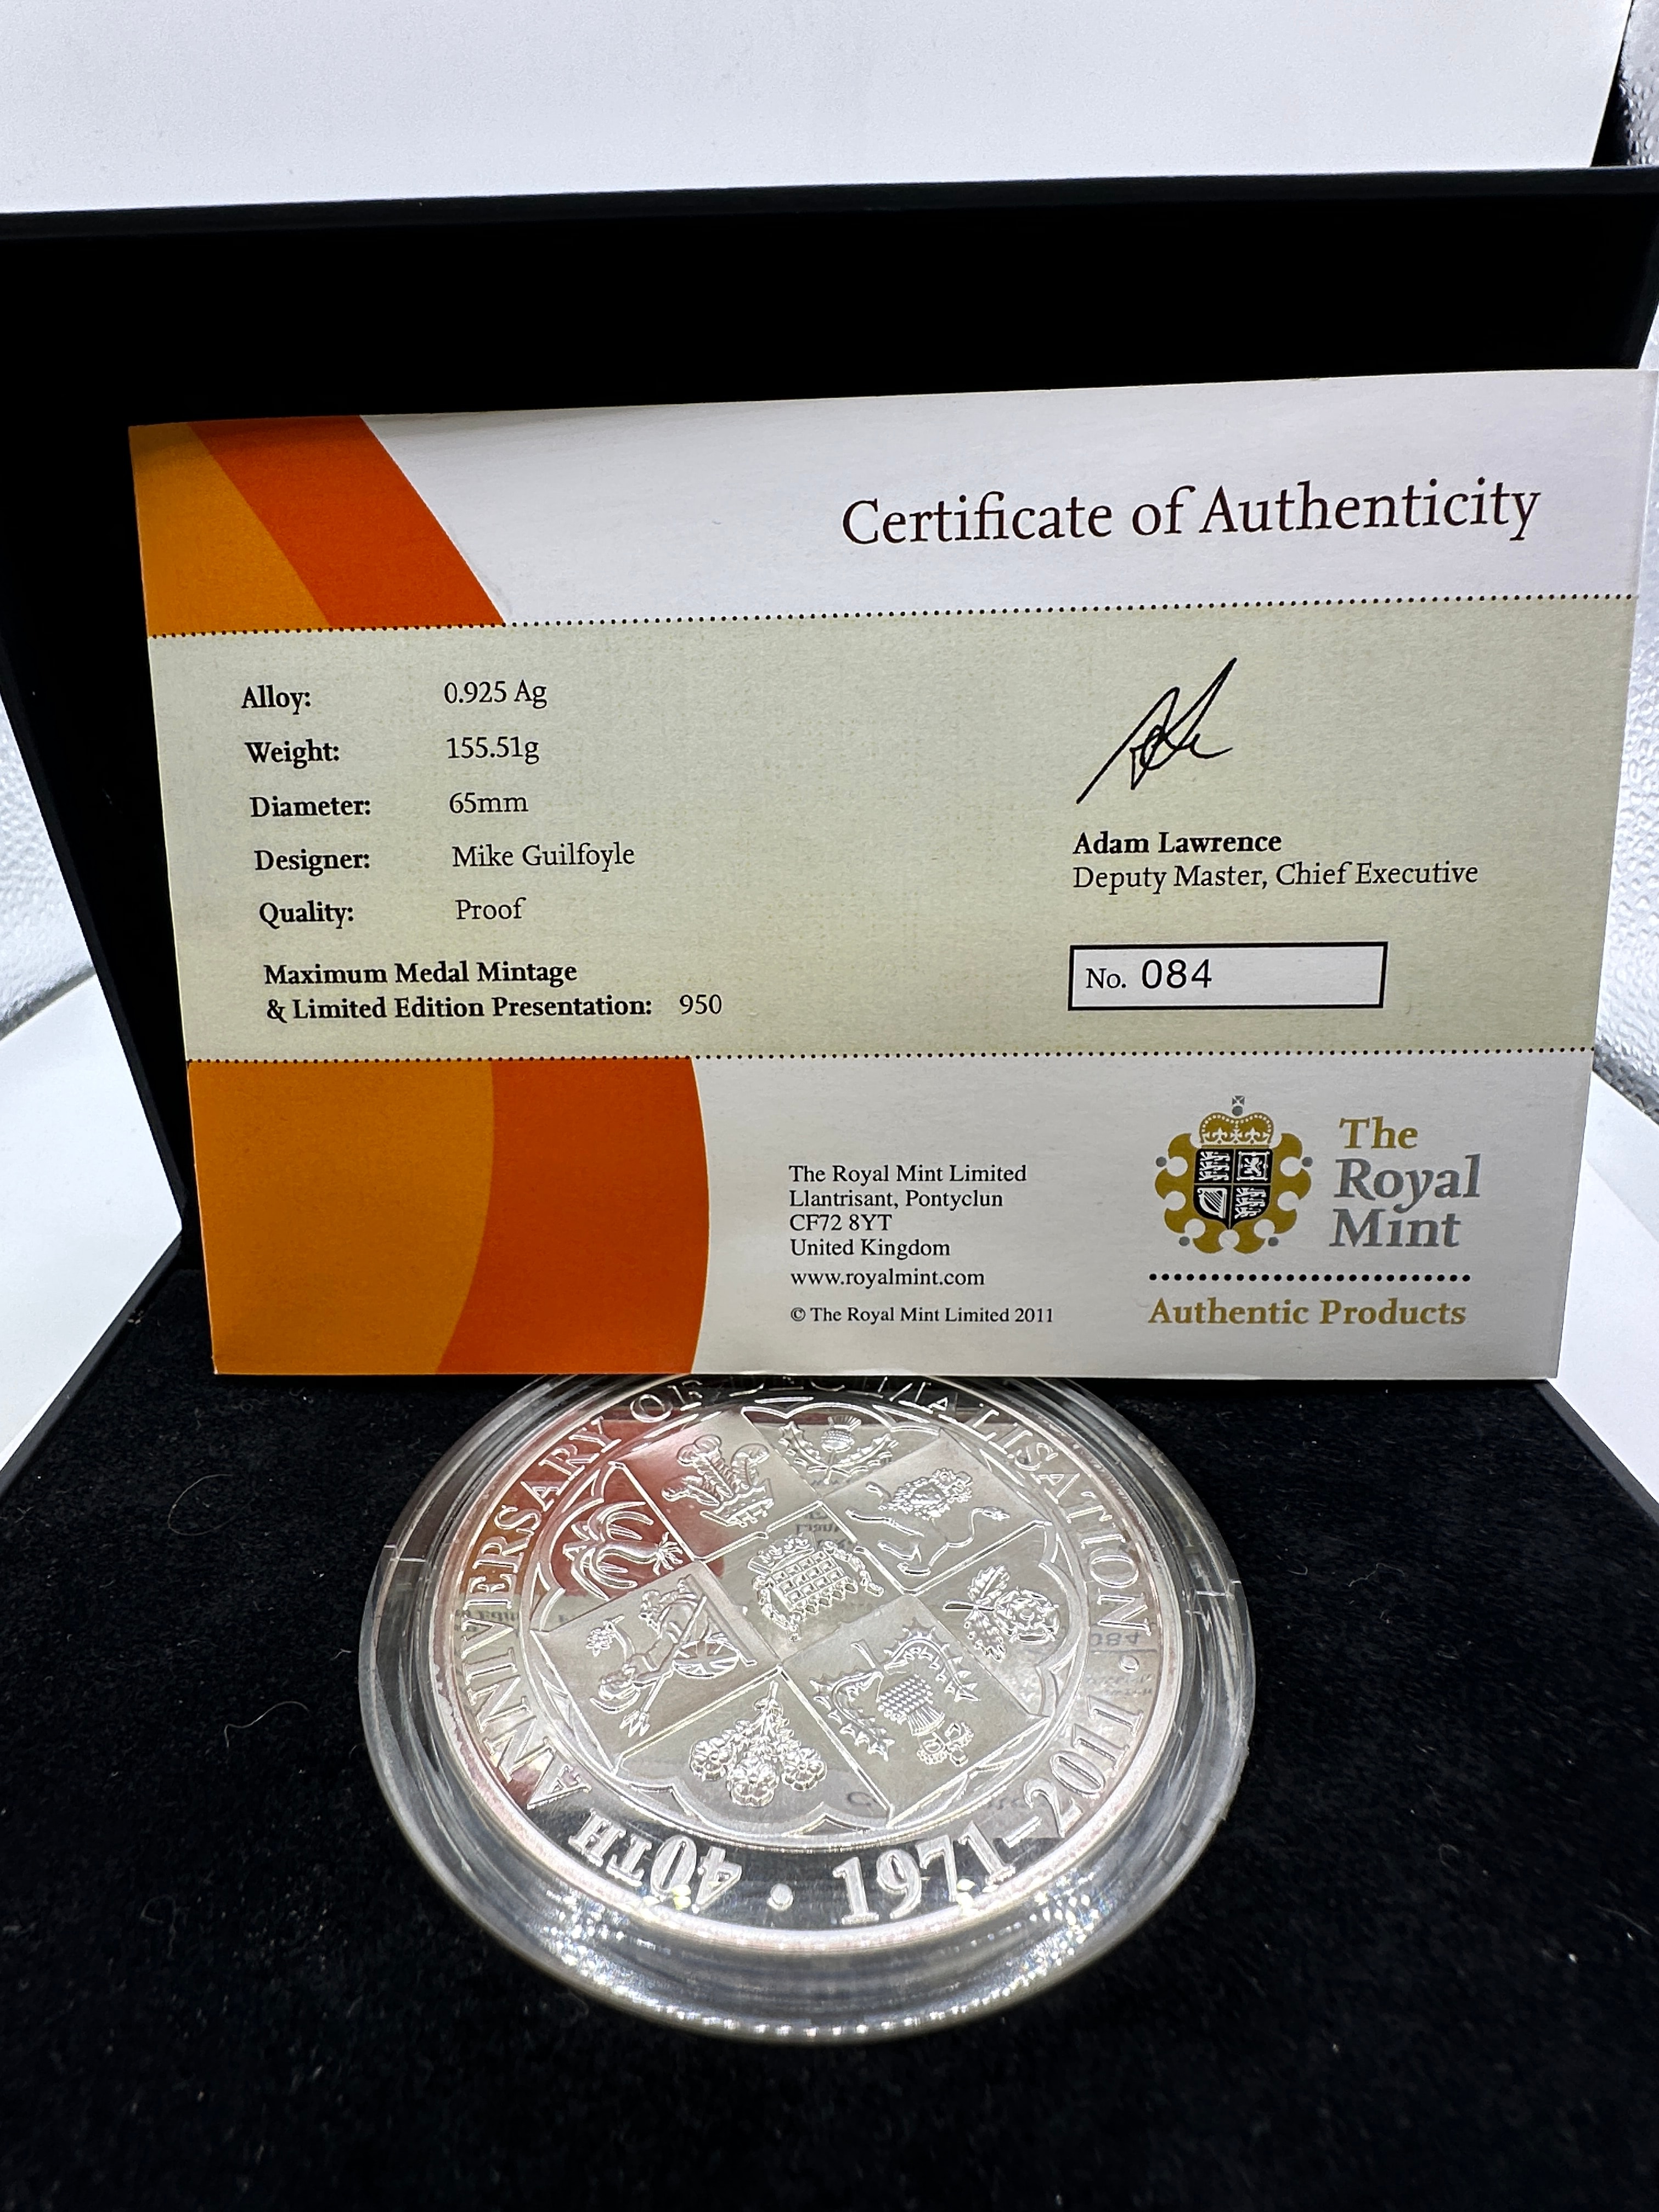 Certificate of Authenticity
Alloy: 0.925 Ag
Weight: 155.51g
Diameter: 65mm
Designer: Mike Guilfoyle
Quality: Proof
Maximum Medal Mintage
& Limited Edition Presentation: 950
Adam Lawrence
Deputy Master, Chief Executive
No. 084
The Royal Mint Limited
Llantrisant, Pontyclun
CF72 8YT
United Kingdom
www.royalmint.com
© The Royal Mint Limited 2011
The
Royal
Mint
Authentic Products
40TH ANNIVERSARY OF DECIMALISATION · 1971–2011 ·